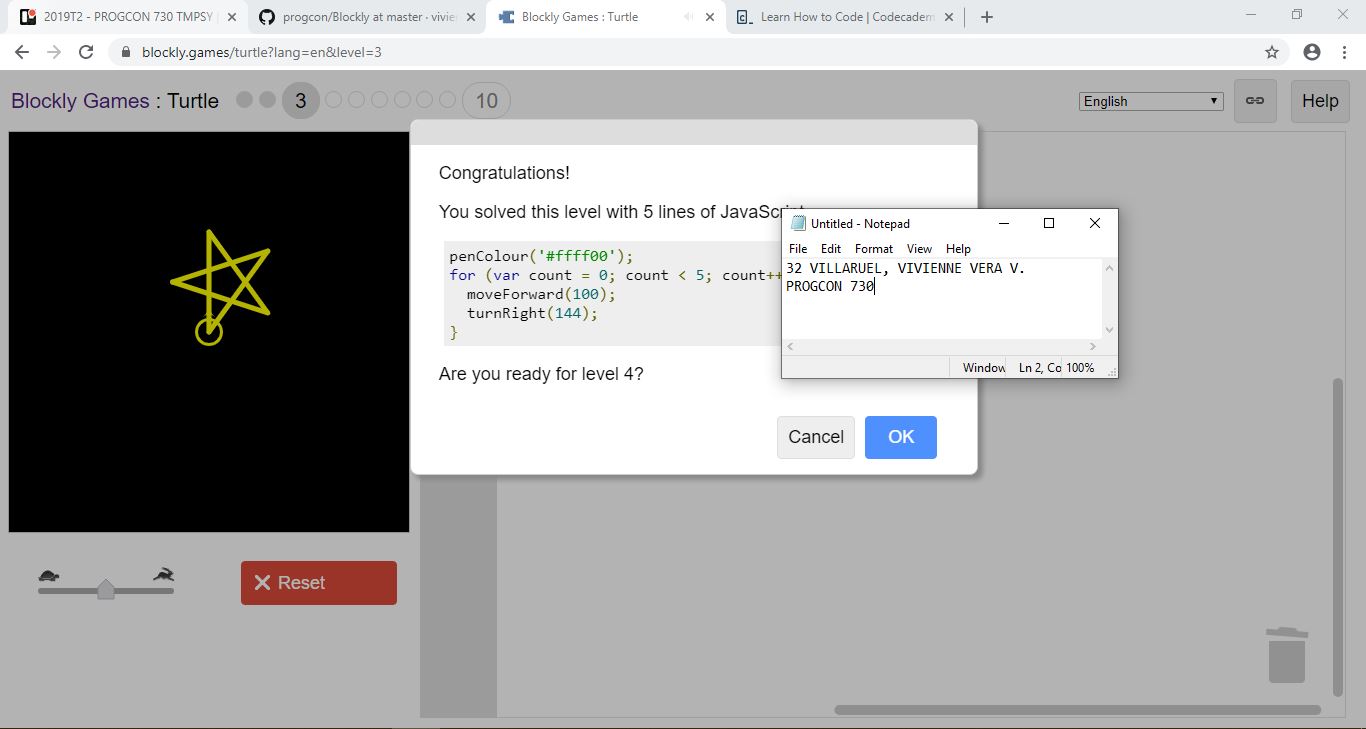 2019T2 - PROGCON 730 TMPSY
progcon/Blockly at master · vivie
Blockly Games : Turtle
Learn How to Code | Codecadem
blockly.games/turtle?lang=en&level=3
Blockly Games : Turtle
3
10
English
Help
Congratulations!
You solved this level with 5 lines of JavaScript
penColour('#ffff00');
for (var count = 0; count < 5; count++
moveForward(100);
turnRight(144);
}
Are you ready for level 4?
Cancel
OK
Untitled - Notepad
File Edit Format View Help
32 VILLARUEL, VIVIENNE VERA V.
PROGCON 730
Window Ln 2, Co 100%
Reset